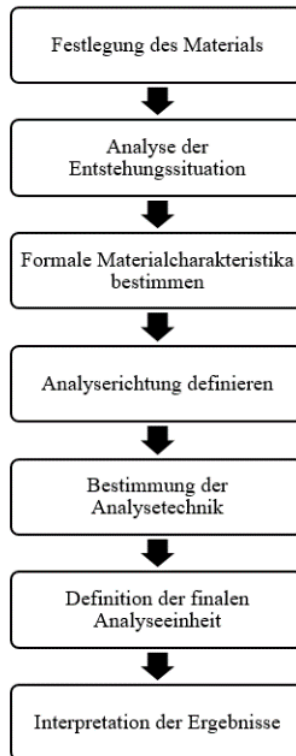 Festlegung des Materials
Analyse der
Entstehungssituation
Formale Materialcharakteristika
bestimmen
Analyserichtung definieren
Bestimmung der
Analysetechnik
Definition der finalen
Analyseeinheit
Interpretation der Ergebnisse